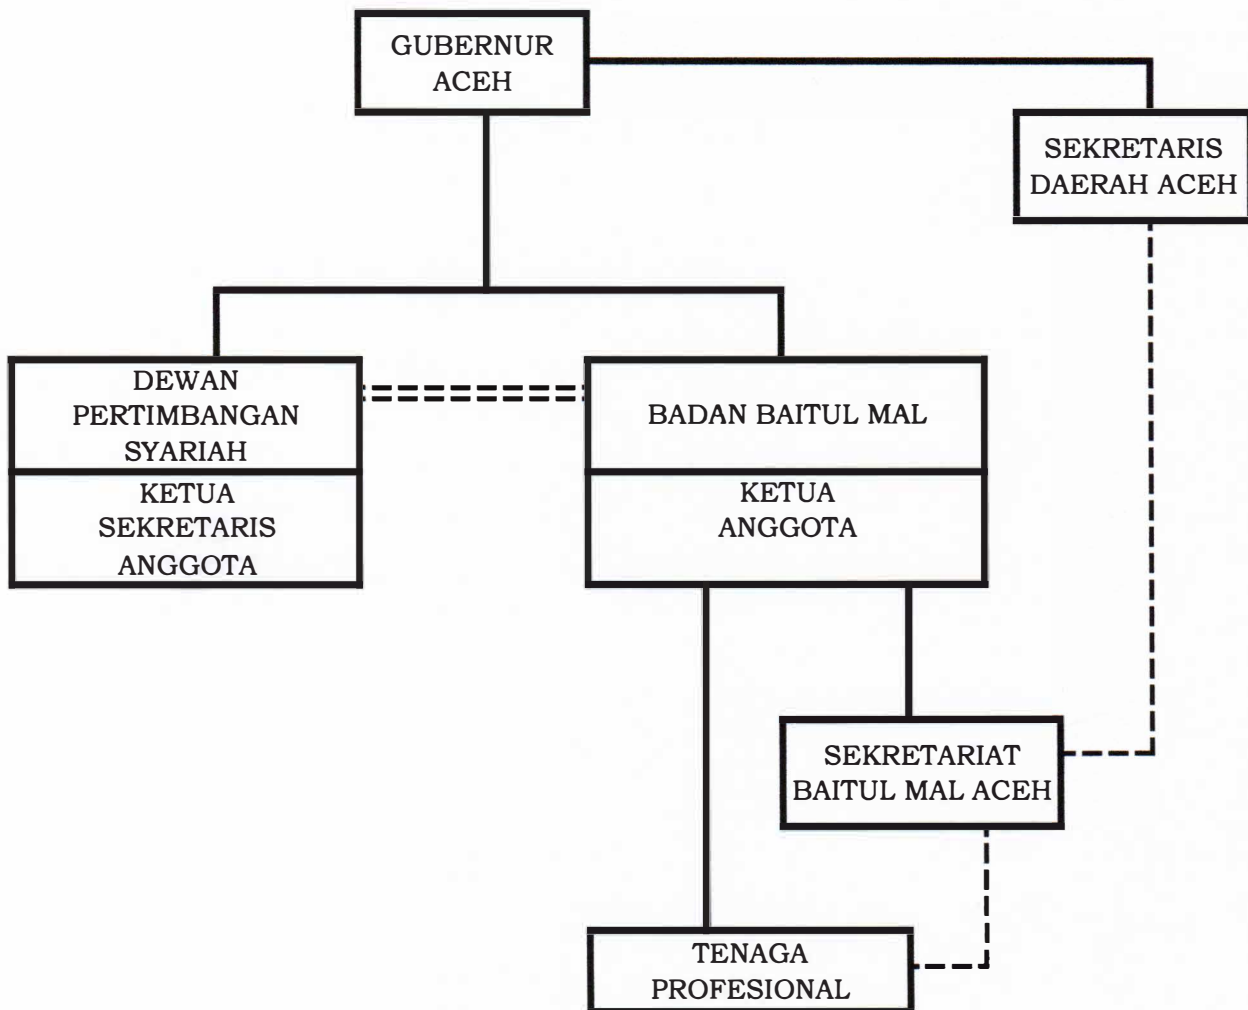 GUBERNUR
ACEH
SEKRETARIS
DAERAH ACEH
DEWAN
PERTIMBANGAN
SYARIAH
KETUA
SEKRETARIS
ANGGOTA
BADAN BAITUL MAL
KETUA
ANGGOTA
SEKRETARIAT
BAITUL MAL ACEH
TENAGA
PROFESIONAL